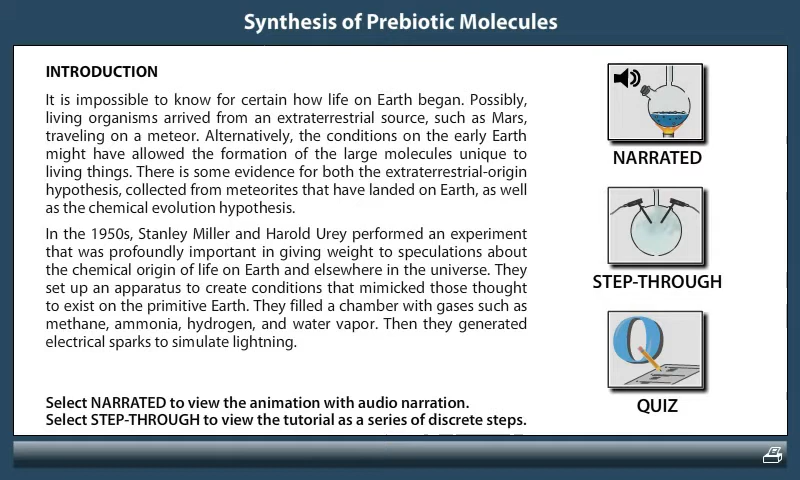 Synthesis of Prebiotic Molecules
INTRODUCTION
It is impossible to know for certain how life on Earth began. Possibly,
living organisms arrived from an extraterrestrial source, such as Mars,
traveling on a meteor. Alternatively, the conditions on the early Earth
might have allowed the formation of the large molecules unique to
living things. There is some evidence for both the extraterrestrial-origin
hypothesis, collected from meteorites that have landed on Earth, as well
as the chemical evolution hypothesis.
In the 1950s, Stanley Miller and Harold Urey performed an experiment
that was profoundly important in giving weight to speculations about
the chemical origin of life on Earth and elsewhere in the universe. They
set up an apparatus to create conditions that mimicked those thought
to exist on the primitive Earth. They filled a chamber with gases such as
methane, ammonia, hydrogen, and water vapor. Then they generated
electrical sparks to simulate lightning.
Select NARRATED to view the animation with audio narration.
Select STEP-THROUGH to view the tutorial as a series of discrete steps.
NARRATED
STEP-THROUGH
Q
QUIZ